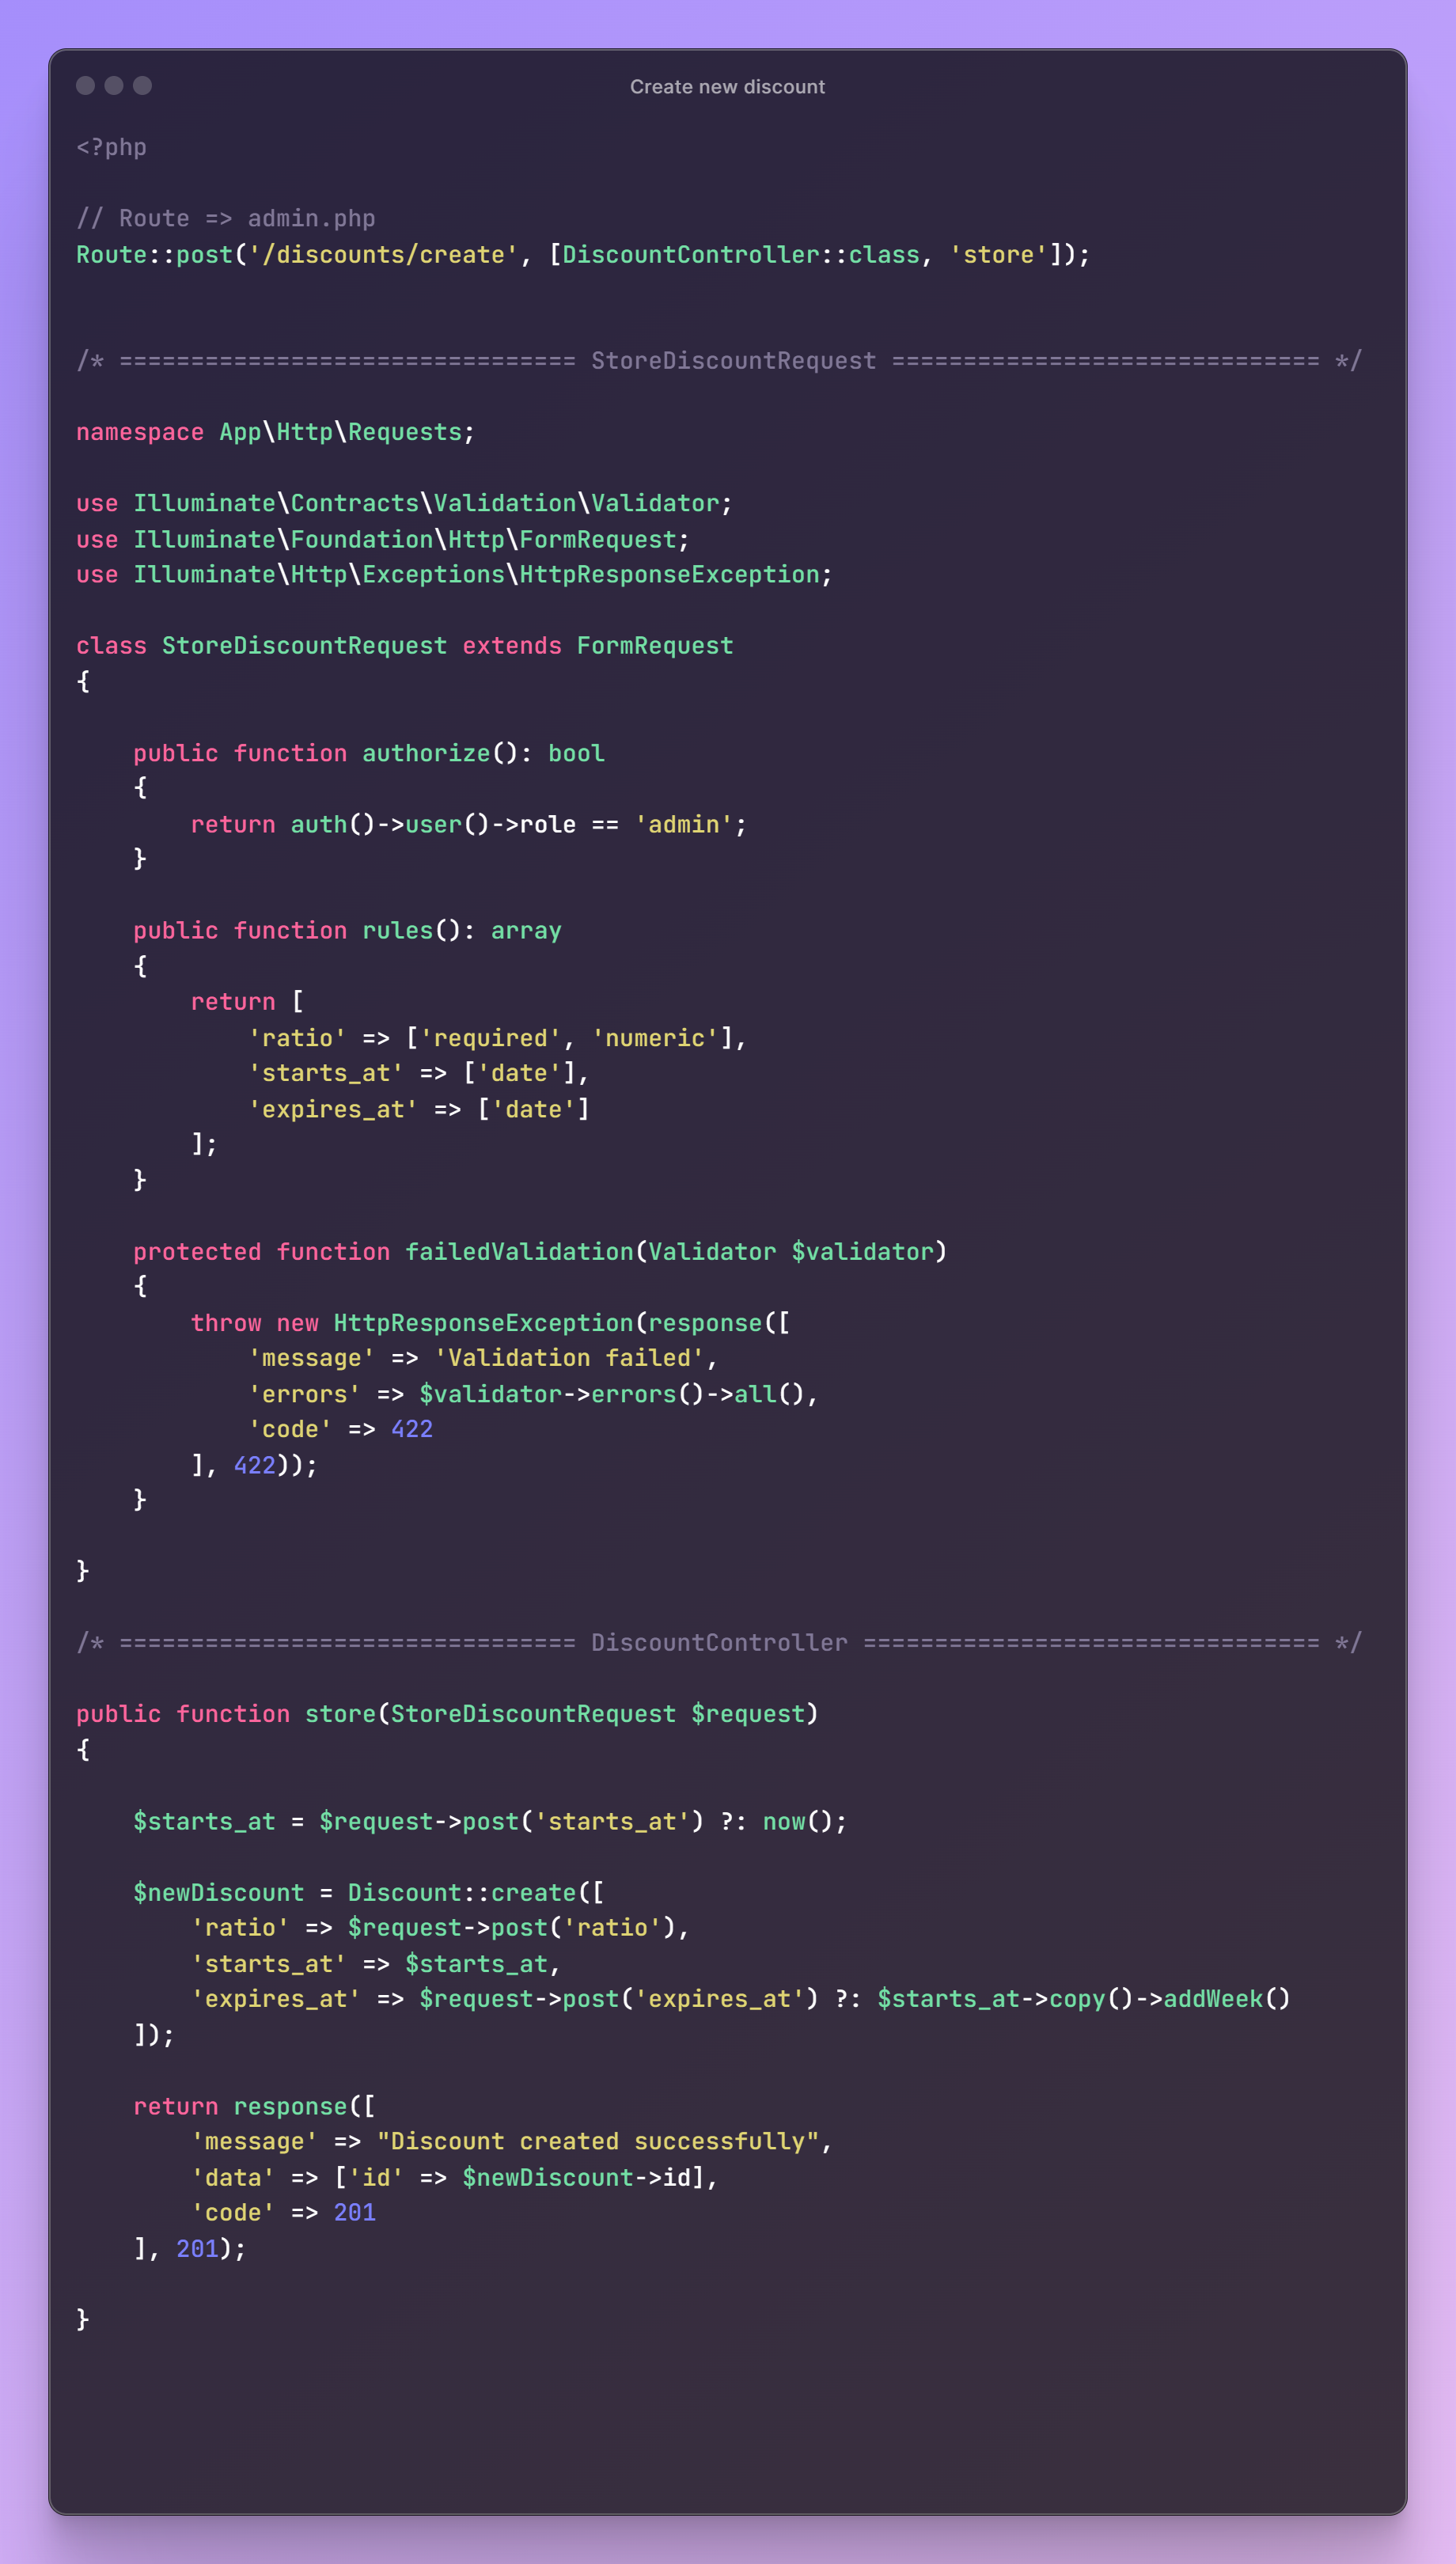 Create new discount
<?php
// Route => admin.php
Route::post('/discounts/create', [DiscountController::class, 'store']);
/* ================================ StoreDiscountRequest ============================== */
namespace App\Http\Requests;
use Illuminate\Contracts\Validation\Validator;
use Illuminate\Foundation\Http\FormRequest;
use Illuminate\Http\Exceptions\HttpResponseException;
class StoreDiscountRequest extends FormRequest
{
    public function authorize(): bool
    {
        return auth()->user()->role == 'admin';
    }
    public function rules(): array
    {
        return [
            'ratio' => ['required', 'numeric'],
            'starts_at' => ['date'],
            'expires_at' => ['date']
        ];
    }
    protected function failedValidation(Validator $validator)
    {
        throw new HttpResponseException(response([
            'message' => 'Validation failed',
            'errors' => $validator->errors()->all(),
            'code' => 422
        ], 422));
    }
}
/* ================================ DiscountController ================================ */
public function store(StoreDiscountRequest $request)
{
    $starts_at = $request->post('starts_at') ?: now();
    $newDiscount = Discount::create([
        'ratio' => $request->post('ratio'),
        'starts_at' => $starts_at,
        'expires_at' => $request->post('expires_at') ?: $starts_at->copy()->addWeek()
    ]);
    return response([
        'message' => "Discount created successfully",
        'data' => ['id' => $newDiscount->id],
        'code' => 201
    ], 201);
}